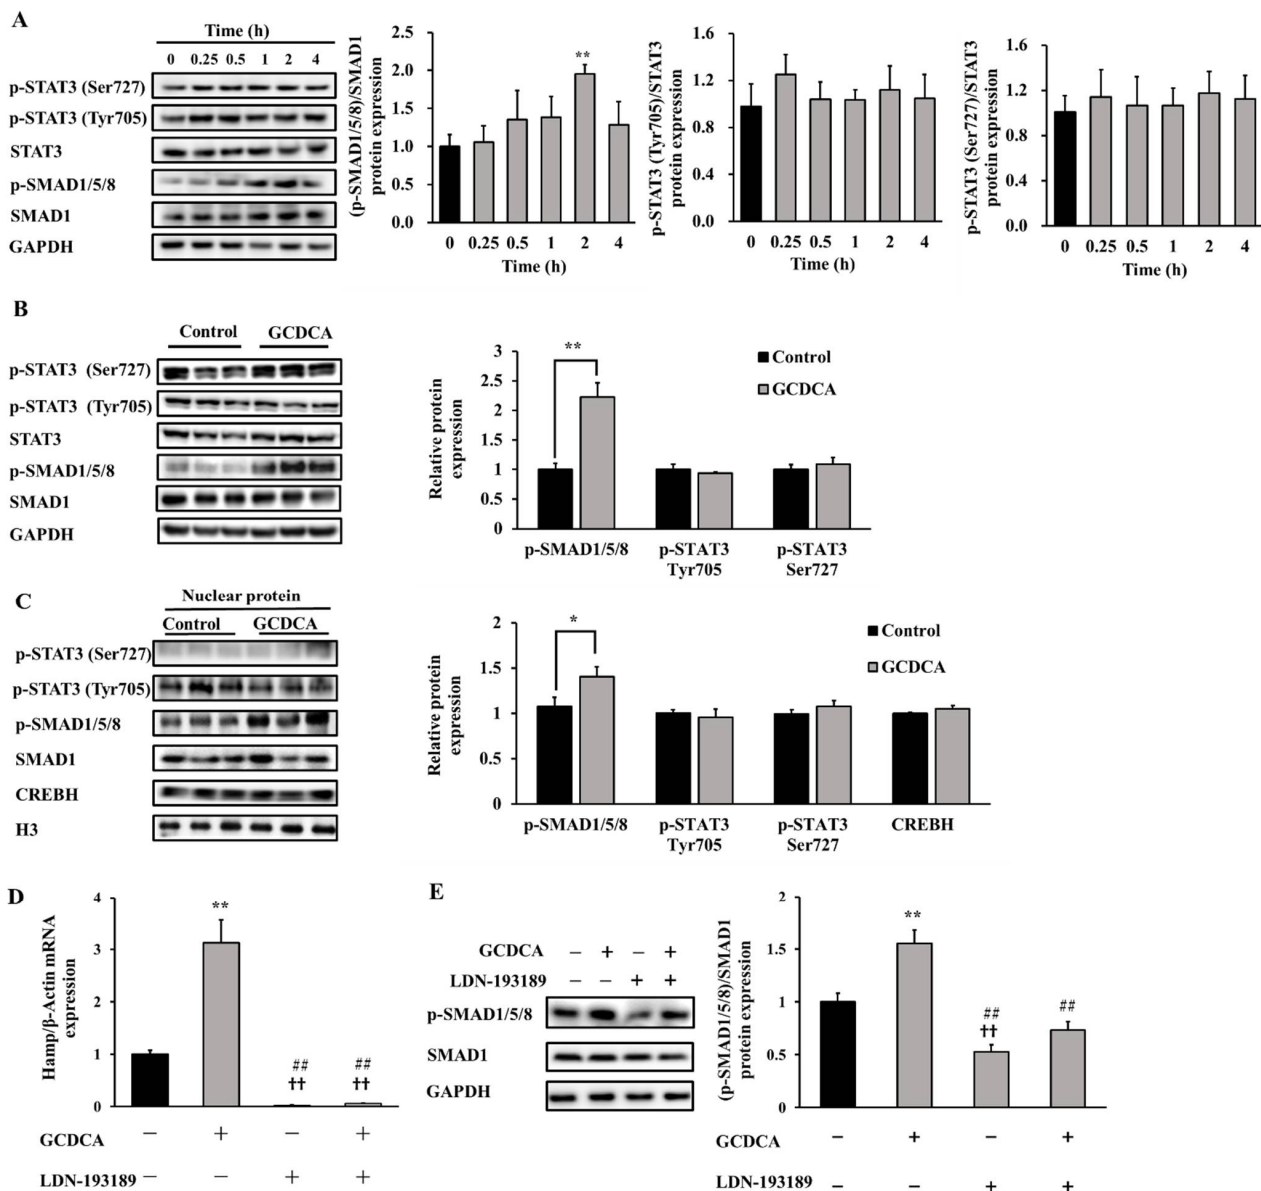 A
Time (h)
0 0.25 0.5 1 2 4
p-STAT3 (Ser727)
p-STAT3 (Tyr705)
STAT3
p-SMAD1/5/8
SMAD1
GAPDH
(p-SMAD1/5/8)/SMAD1
protein expression
2.5
2.0
1.5
1.0
0.5
0.0
**
0 0.25 0.5 1 2 4
Time (h)
p-STAT3 (Tyr705)/STAT3
protein expression
1.6
1.2
0.8
0.4
0.0
0 0.25 0.5 1 2 4
Time (h)
p-STAT3 (Ser727)/STAT3
protein expression
1.6
1.2
0.8
0.4
0.0
0 0.25 0.5 1 2 4
Time (h)
B
Control GCDCA
p-STAT3 (Ser727)
p-STAT3 (Tyr705)
STAT3
p-SMAD1/5/8
SMAD1
GAPDH
Relative protein
expression
3
2.5
2
1.5
1
0.5
0
**
Control
GCDCA
p-SMAD1/5/8 p-STAT3 p-STAT3
Tyr705 Ser727
C
Nuclear protein
Control GCDCA
p-STAT3 (Ser727)
p-STAT3 (Tyr705)
p-SMAD1/5/8
SMAD1
CREBH
H3
Relative protein
expression
2
1.5
1
0.5
0
*
Control
GCDCA
p-SMAD1/5/8 p-STAT3 p-STAT3 CREBH
Tyr705 Ser727
D
Hamp/β-Actin mRNA
expression
4
3
2
1
0
**
## ##
†† ††
GCDCA − + − +
LDN-193189 − − + +
E
GCDCA − + − +
LDN-193189 − − + +
p-SMAD1/5/8
SMAD1
GAPDH
(p-SMAD1/5/8)/SMAD1
protein expression
2
1.5
1
0.5
0
**
## ##
††
GCDCA − + − +
LDN-193189 − − + +